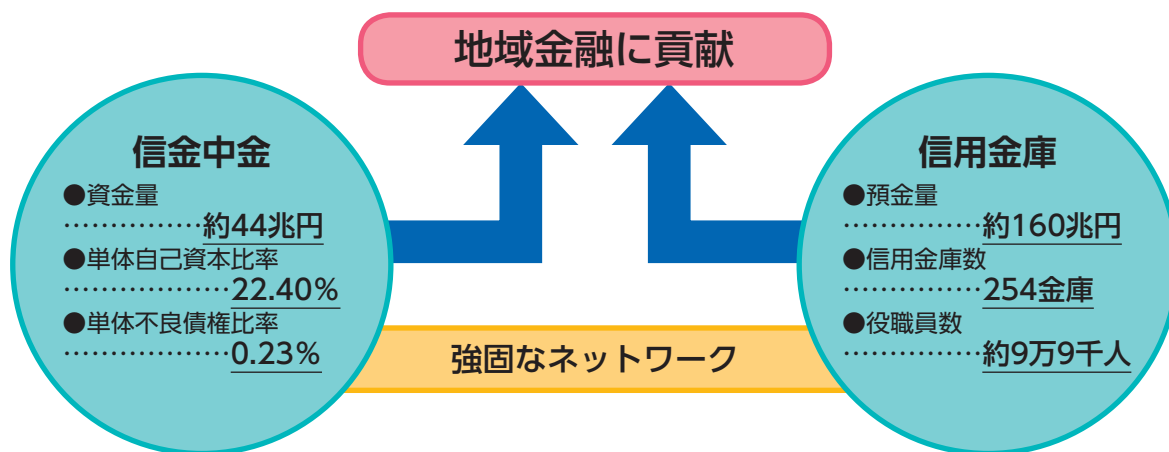 地域金融に貢献
信金中金
●資金量
……………約44兆円
●単体自己資本比率
………………22.40%
●単体不良債権比率
………………0.23%
信用金庫
●預金量
……………約160兆円
●信用金庫数
……………254金庫
●役職員数
……………約9万9千人
強固なネットワーク